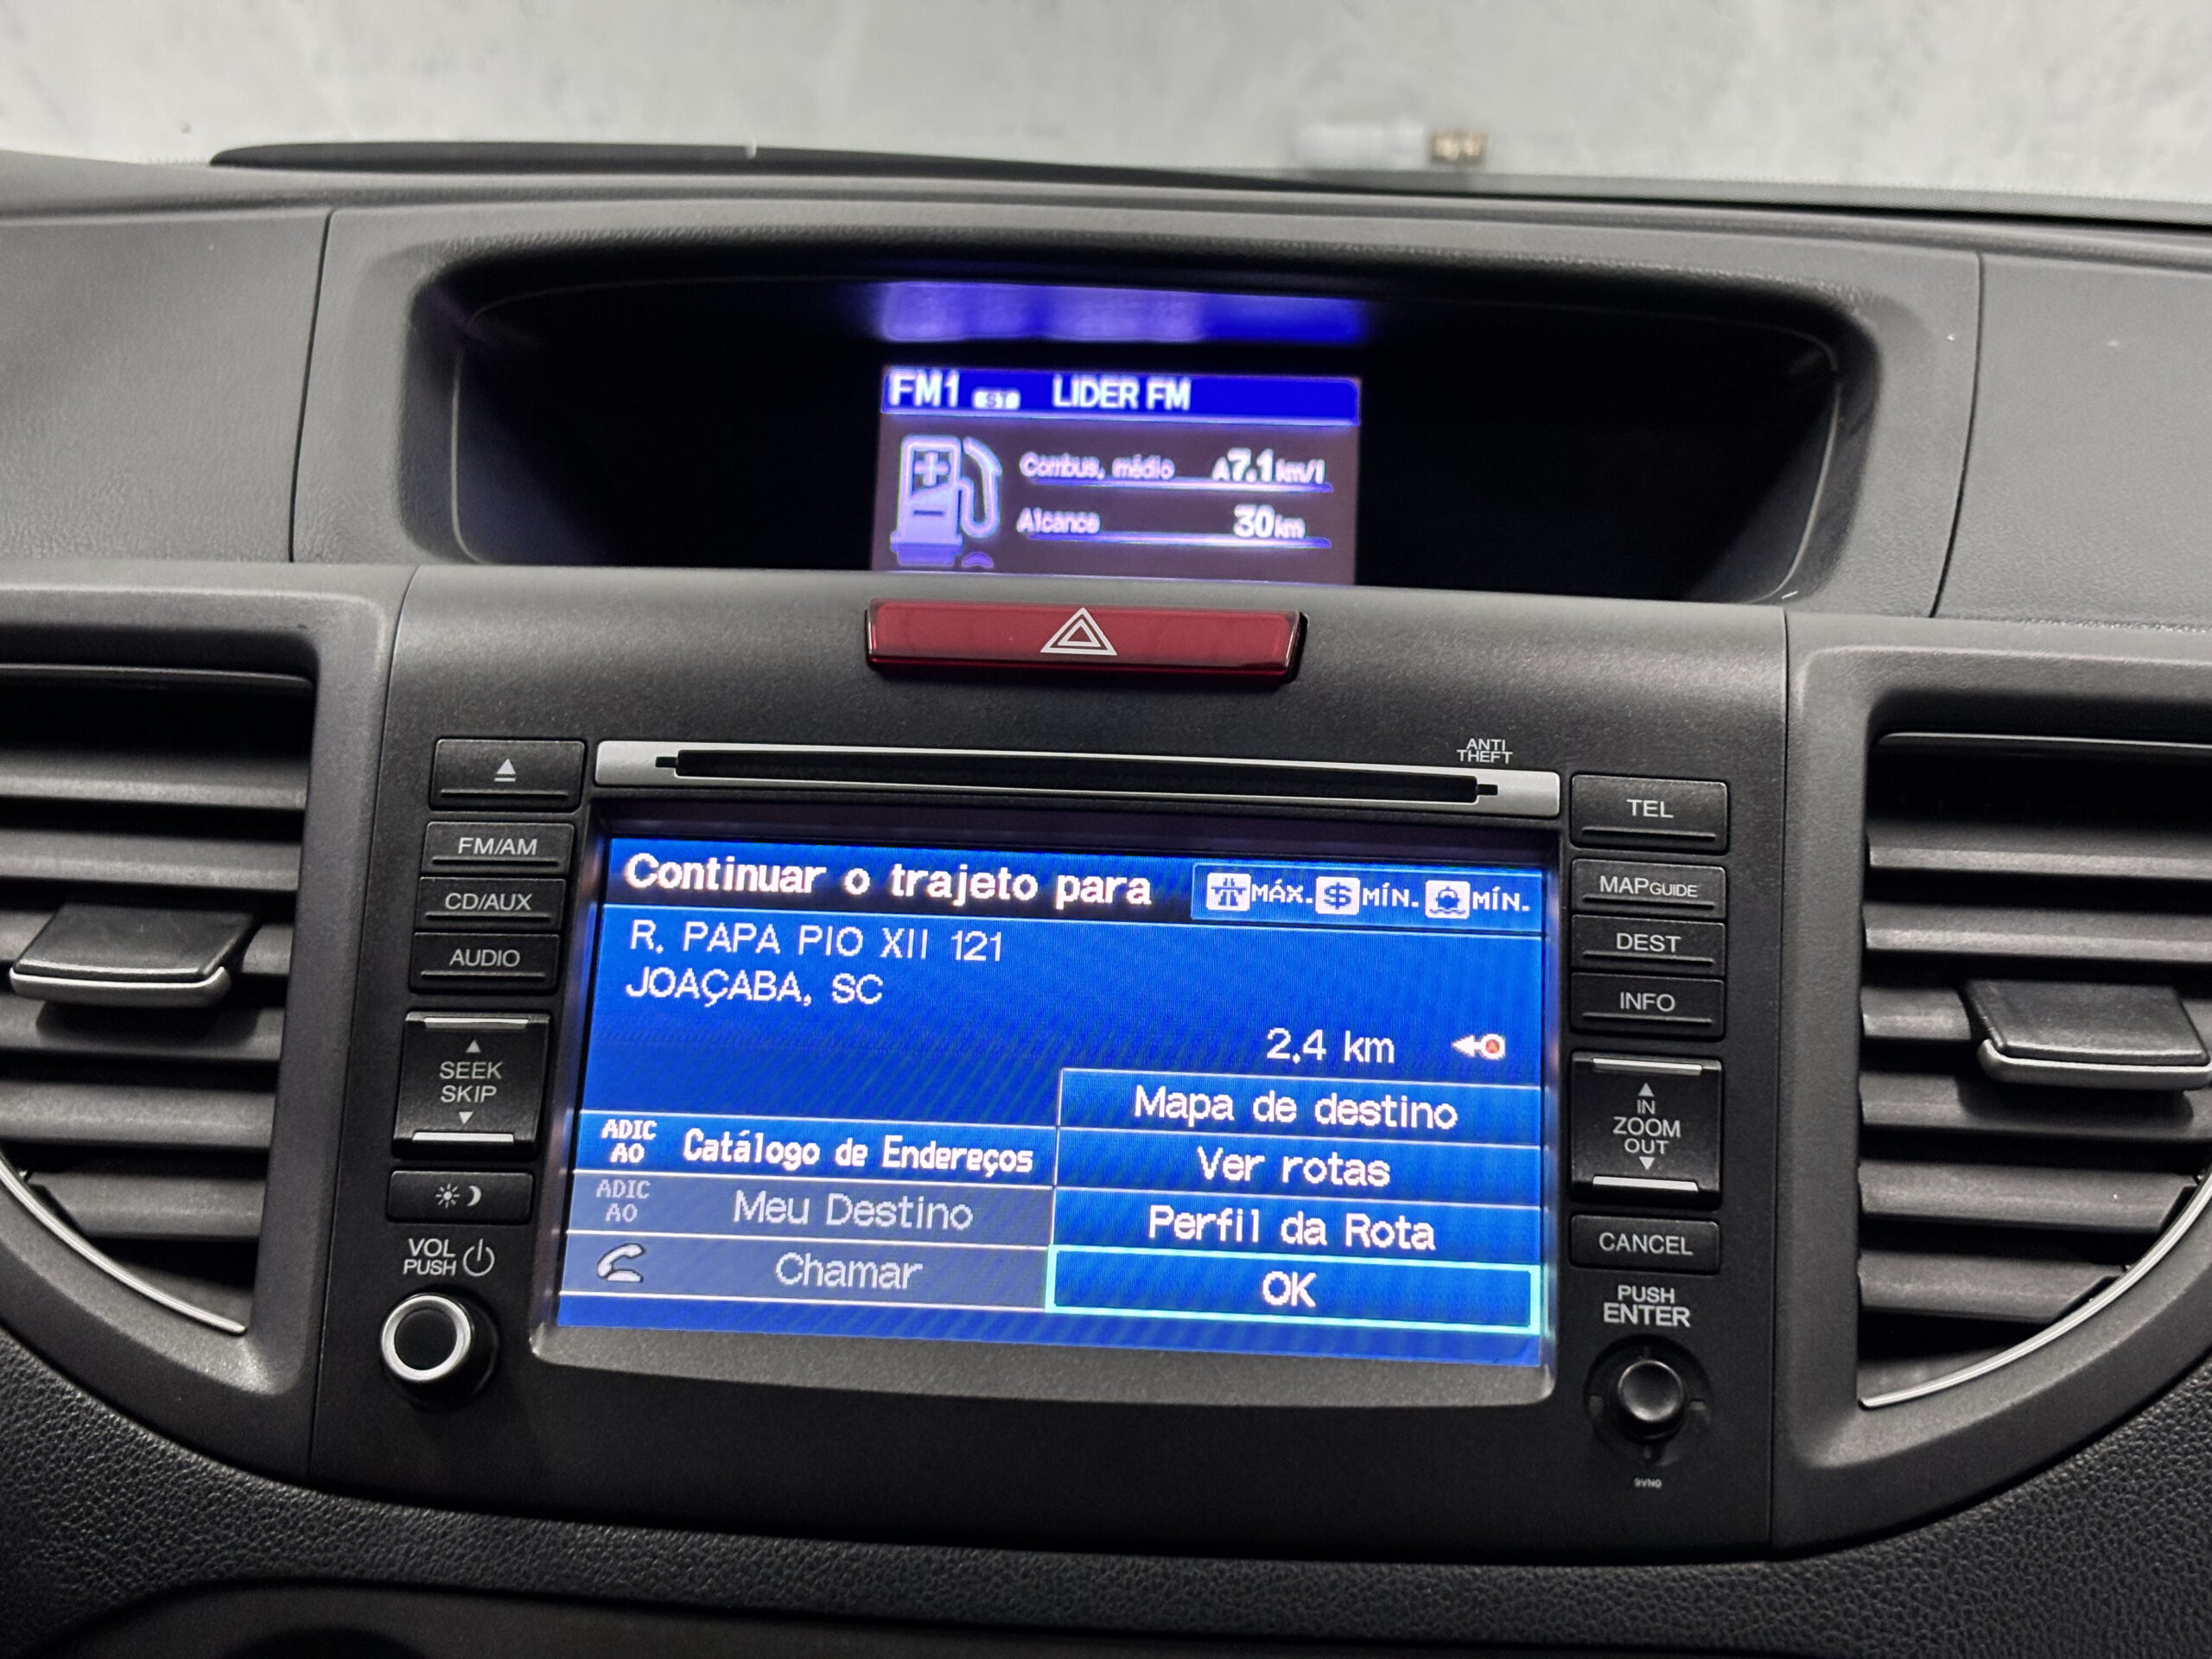 FM1 ST LIDER FM
Combus. médio A7.1km/l
Alcance 30km
ANTI
THEFT
FM/AM
CD/AUX
AUDIO
SEEK
SKIP
VOL
PUSH
Continuar o trajeto para MÁX. $ MÍN. MÍN.
R. PAPA PIO XII 121
JOAÇABA, SC
2.4 km
Mapa de destino
ADIC
AO Catálogo de Endereços
Ver rotas
ADIC
AO Meu Destino
Perfil da Rota
Chamar
OK
TEL
MAP GUIDE
DEST
INFO
IN
ZOOM
OUT
CANCEL
PUSH
ENTER